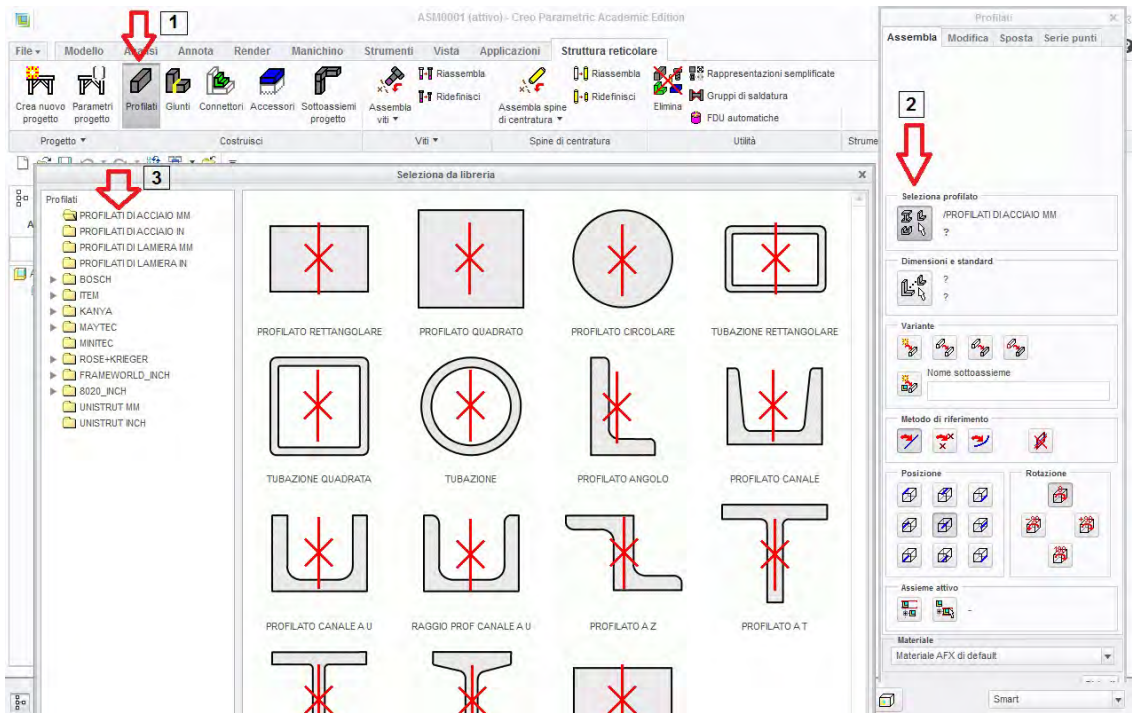 ASM0001 (attivo) - Creo Parametric Academic Edition
1
File Modello Analisi Annota Render Manichino Strumenti Vista Applicazioni Struttura reticolare
Crea nuovo progetto
Parametri progetto
Profilati
Giunti
Connettori
Accessori
Sottoassiemi progetto
Assembla viti
Riassembla
Ridefinisci
Assembla spine di centratura
Riassembla
Ridefinisci
Elimina
Rappresentazioni semplificate
Gruppi di saldatura
FDU automatiche
Progetto Costruisci Viti Spine di centratura Utilità Strume
3
Seleziona da libreria X
Profilati
PROFILATI DI ACCIAIO MM
PROFILATI DI ACCIAIO IN
PROFILATI DI LAMIERA MM
PROFILATI DI LAMIERA IN
BOSCH
ITEM
KANYA
MAYTEC
MINITEC
ROSE+KRIEGER
FRAMEWORLD_INCH
8020_INCH
UNISTRUT MM
UNISTRUT INCH
PROFILATO RETTANGOLARE PROFILATO QUADRATO PROFILATO CIRCOLARE TUBAZIONE RETTANGOLARE
TUBAZIONE QUADRATA TUBAZIONE PROFILATO ANGOLO PROFILATO CANALE
PROFILATO CANALE A U RAGGIO PROF CANALE A U PROFILATO A Z PROFILATO A T
Profilati X
Assembla Modifica Sposta Serie punti
2
Seleziona profilato
/PROFILATI DI ACCIAIO MM
?
Dimensioni e standard
?
?
Variante
Nome sottoassieme
Metodo di riferimento
Posizione Rotazione
Assieme attivo
-
Materiale
Materiale AFX di default
Smart